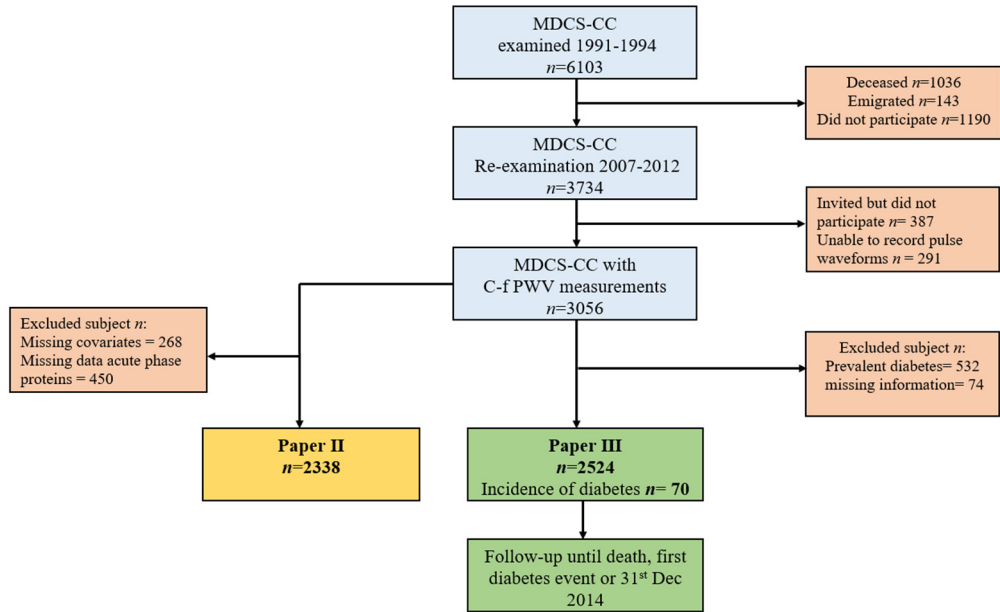 MDCS-CC
examined 1991-1994
n=6103
Deceased n=1036
Emigrated n=143
Did not participate n=1190
MDCS-CC
Re-examination 2007-2012
n=3734
Invited but did not
participate n= 387
Unable to record pulse
waveforms n = 291
MDCS-CC with
C-f PWV measurements
n=3056
Excluded subject n:
Missing covariates = 268
Missing data acute phase
proteins = 450
Excluded subject n:
Prevalent diabetes= 532
missing information= 74
Paper II
n=2338
Paper III
n=2524
Incidence of diabetes n= 70
Follow-up until death, first
diabetes event or 31st Dec
2014